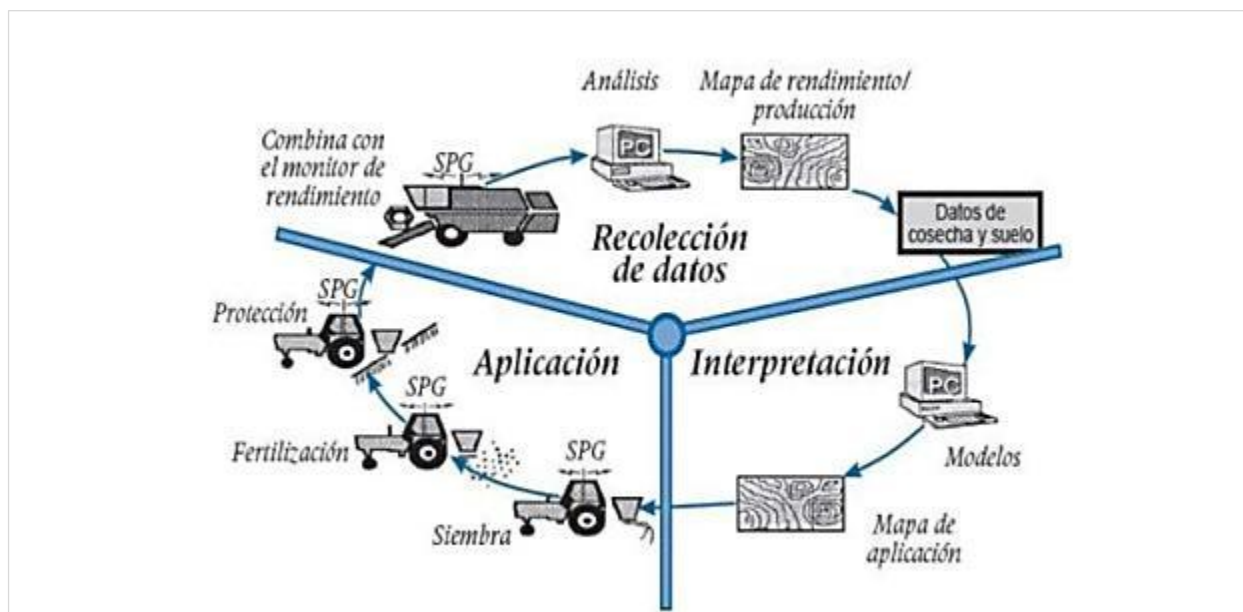 Análisis
Mapa de rendimiento/
producción
Combina con
el monitor de
rendimiento
SPG
PC
Datos de
cosecha y suelo
Recolección
de datos
SPG
Protección
Aplicación
Interpretación
PC
SPG
Modelos
Fertilización
SPG
Siembra
Mapa de
aplicación